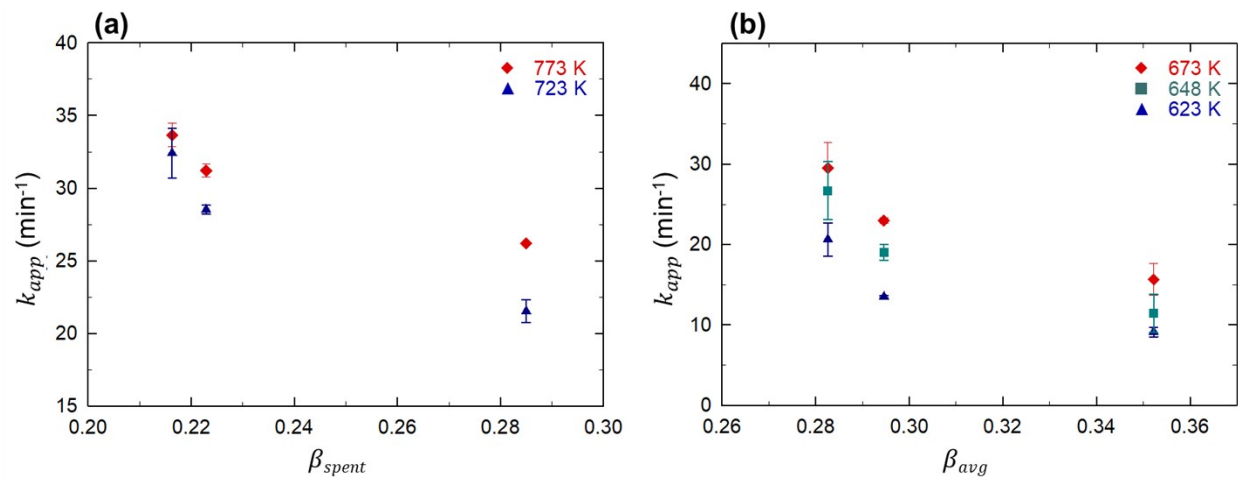 (a)
40
35
30
25
20
15
k_app (min⁻¹)
773 K
723 K
0.20
0.22
0.24
0.26
0.28
0.30
β_spent
(b)
40
30
20
10
0
k_app (min⁻¹)
673 K
648 K
623 K
0.26
0.28
0.30
0.32
0.34
0.36
β_avg